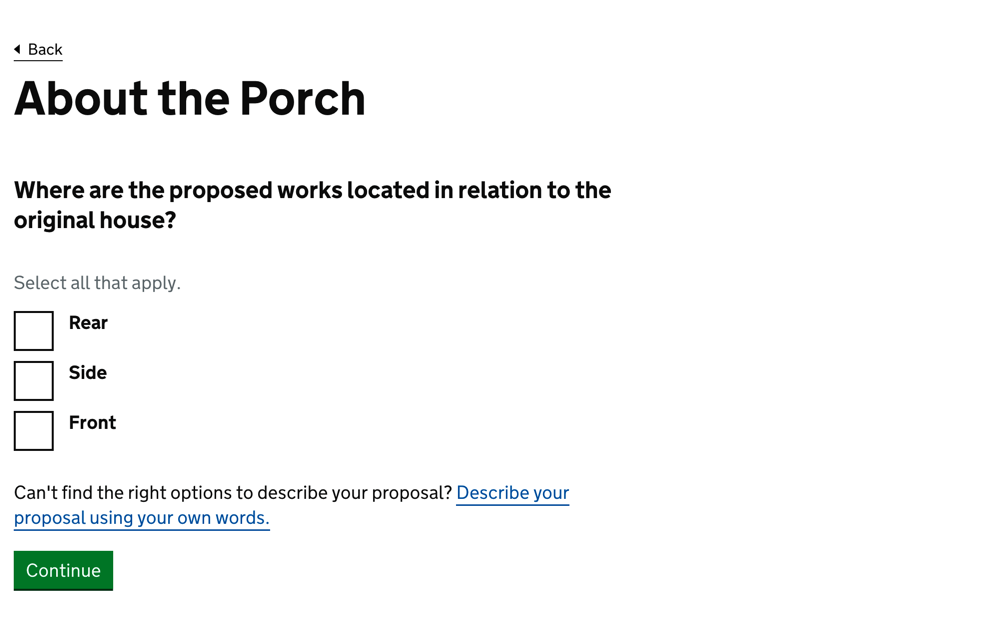 Back
About the Porch
Where are the proposed works located in relation to the
original house?
Select all that apply.
Rear
Side
Front
Can't find the right options to describe your proposal? Describe your
proposal using your own words.
Continue